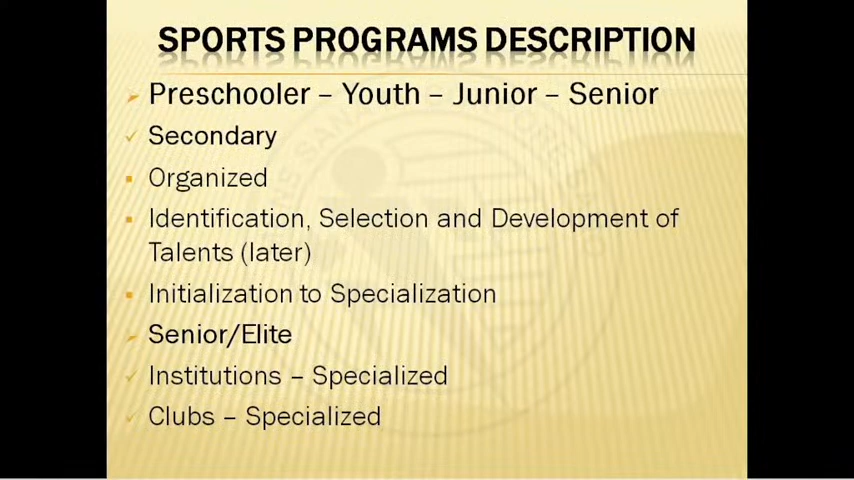 SPORTS PROGRAMS DESCRIPTION
Preschooler – Youth – Junior – Senior
Secondary
Organized
Identification, Selection and Development of
Talents (later)
Initialization to Specialization
Senior/Elite
Institutions – Specialized
Clubs – Specialized